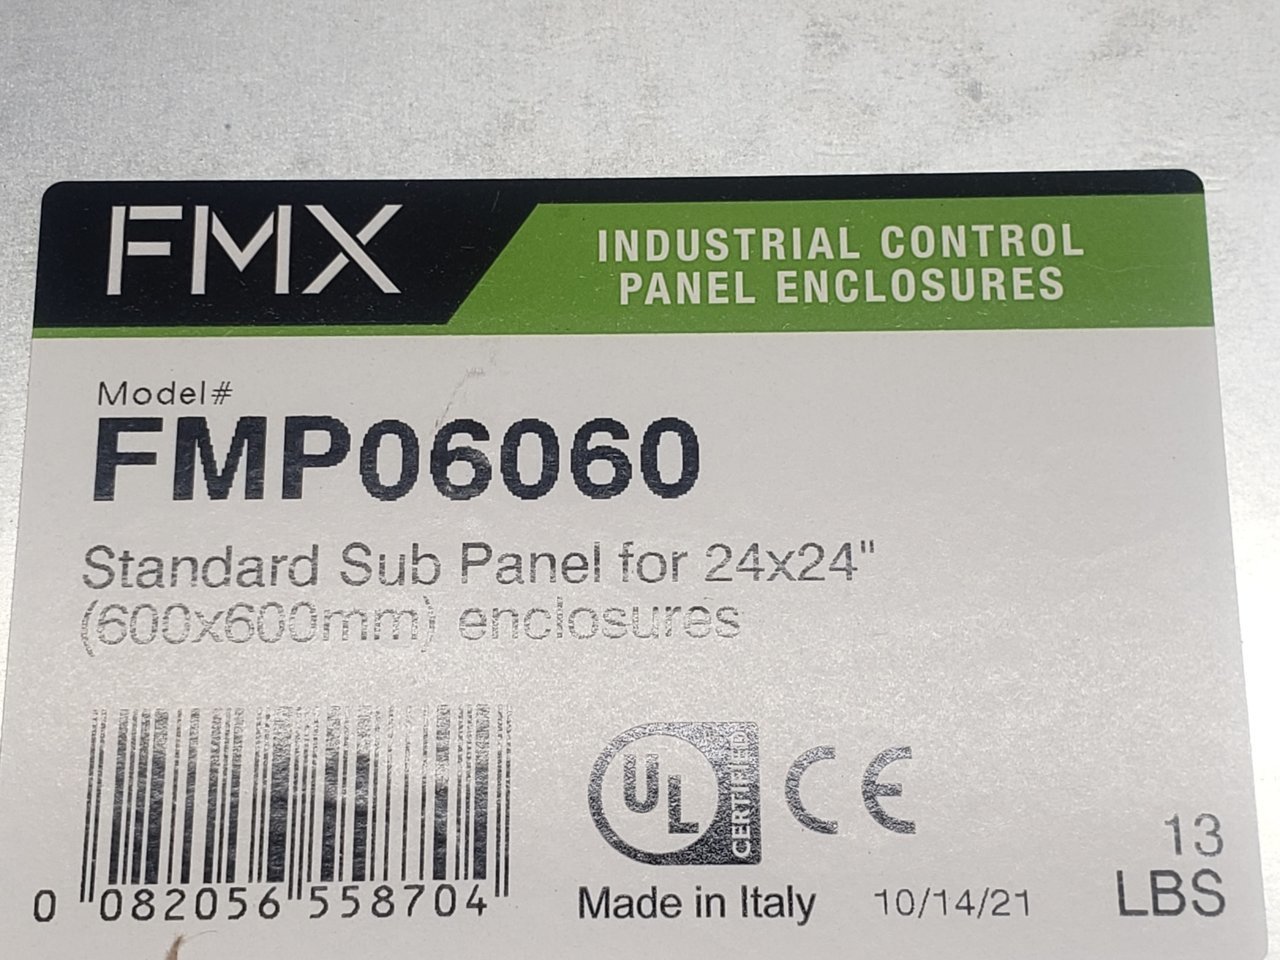 FMX
INDUSTRIAL CONTROL
PANEL ENCLOSURES
Model#
FMP06060
Standard Sub Panel for 24x24"
(600x600mm) enclosures
UL
CERTIFIED
CE
13
LBS
0 082056 558704
Made in Italy 10/14/21